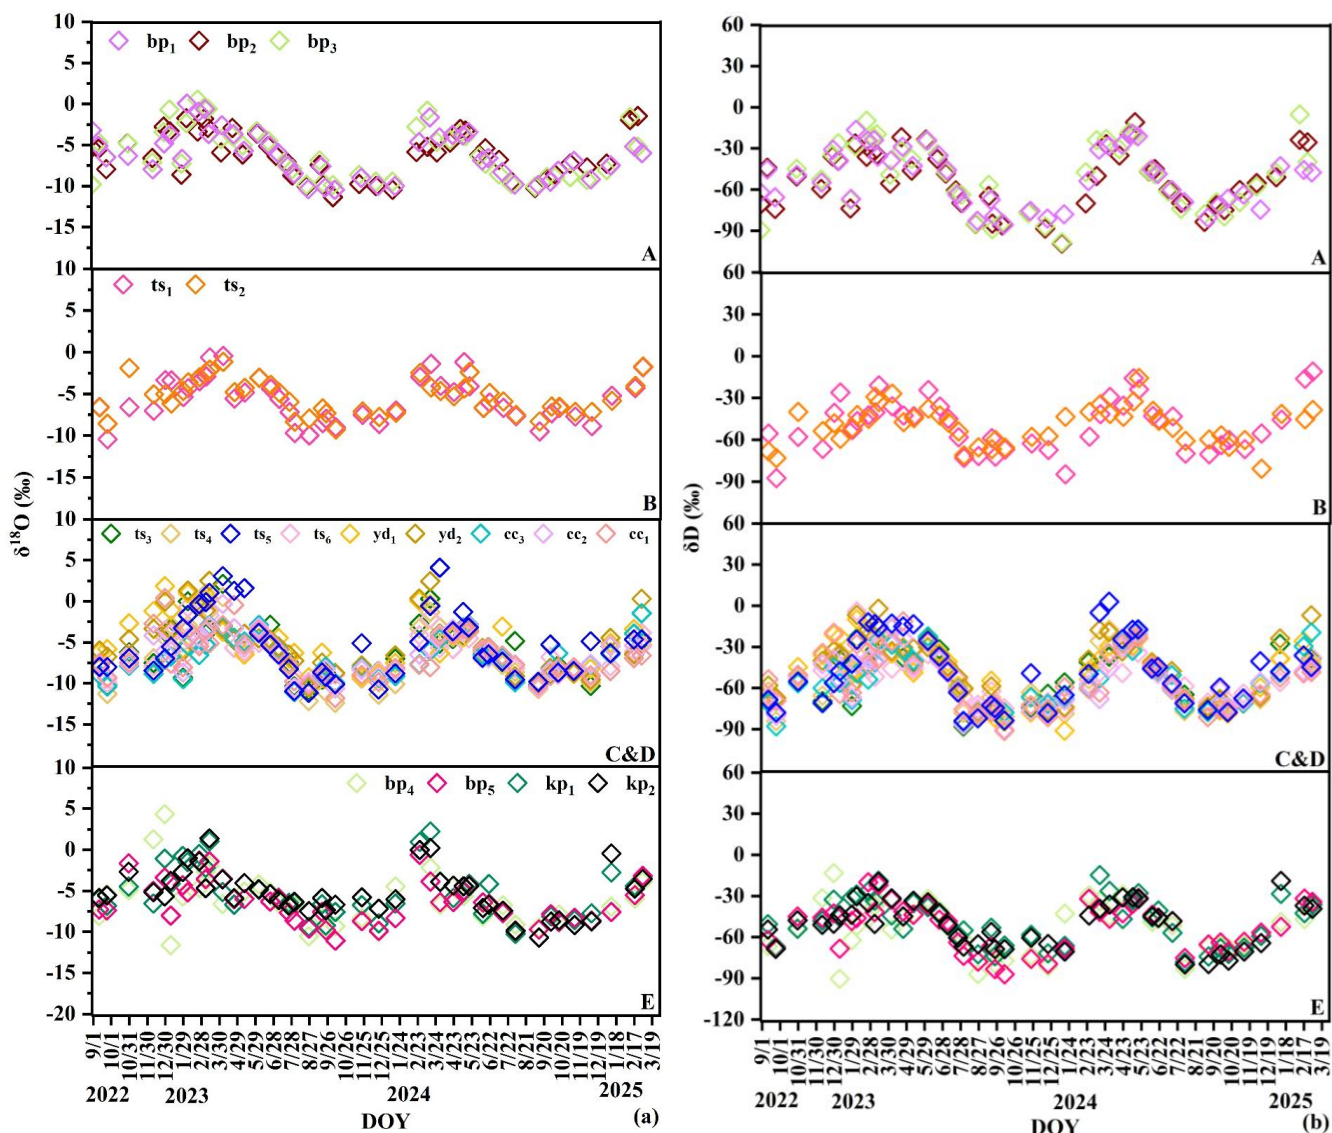 10
bp1 bp2 bp3
5
0
-5
-10
-15
A
10
ts1 ts2
5
0
-5
-10
-15
B
10
ts3 ts4 ts5 ts6 yd1 yd2 cc3 cc2 cc1
5
0
-5
-10
-15
C&D
10
bp4 bp5 kp1 kp2
5
0
-5
-10
-15
E
-20
δ18O (‰)
9/1 10/1 10/31 11/30 12/30 1/29 2/28 3/30 4/29 5/29 6/28 7/28 8/27 9/26 10/26 11/25 12/25 1/24 2/23 3/24 4/23 5/23 6/22 7/22 8/21 9/20 10/20 11/19 12/19 1/18 2/17 3/19
2022 2023 2024 2025
DOY
(a)
60
30
0
-30
-60
-90
A
60
30
0
-30
-60
-90
B
60
30
0
-30
-60
-90
C&D
60
30
0
-30
-60
-90
E
-120
δD (‰)
9/1 10/1 10/31 11/30 12/30 1/29 2/28 3/30 4/29 5/29 6/28 7/28 8/27 9/26 10/26 11/25 12/25 1/24 2/23 3/24 4/23 5/23 6/22 7/22 8/21 9/20 10/20 11/19 12/19 1/18 2/17 3/19
2022 2023 2024 2025
DOY
(b)